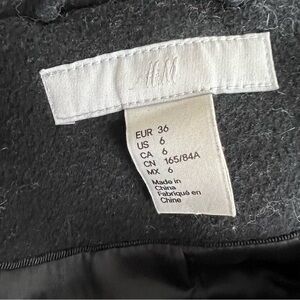 H&M
EUR 36
US 6
CA 6
CN 165/84A
MX 6
Made in
China
Fabriqué en
Chine